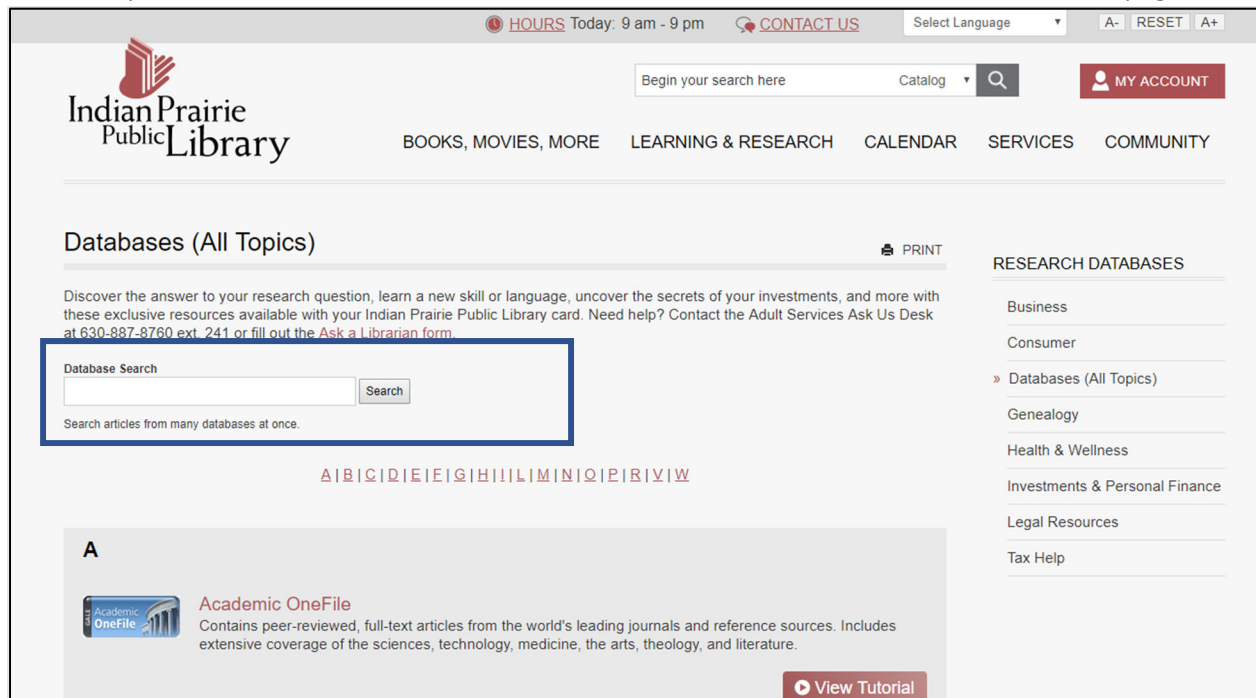 HOURS Today: 9 am - 9 pm
CONTACT US
Select Language
A- RESET A+
Indian Prairie
Public Library
Begin your search here
Catalog
MY ACCOUNT
BOOKS, MOVIES, MORE LEARNING & RESEARCH CALENDAR SERVICES COMMUNITY
Databases (All Topics)
PRINT
Discover the answer to your research question, learn a new skill or language, uncover the secrets of your investments, and more with
these exclusive resources available with your Indian Prairie Public Library card. Need help? Contact the Adult Services Ask Us Desk
at 630-887-8760 ext. 241 or fill out the Ask a Librarian form.
Database Search
Search
Search articles from many databases at once.
A | B | C | D | E | F | G | H | I | L | M | N | O | P | R | V | W
A
Academic
OneFile
GALE
Academic OneFile
Contains peer-reviewed, full-text articles from the world's leading journals and reference sources. Includes
extensive coverage of the sciences, technology, medicine, the arts, theology, and literature.
View Tutorial
RESEARCH DATABASES
Business
Consumer
» Databases (All Topics)
Genealogy
Health & Wellness
Investments & Personal Finance
Legal Resources
Tax Help